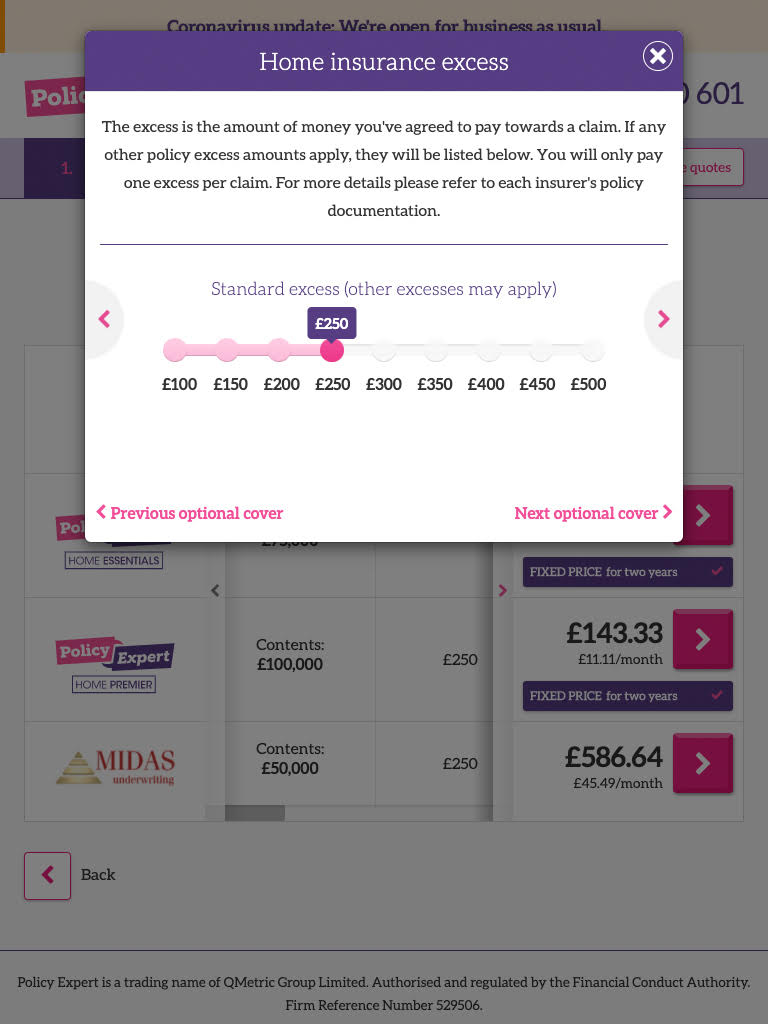 Coronavirus update: We're open for business as usual.
Home insurance excess
601
1.
quotes
The excess is the amount of money you've agreed to pay towards a claim. If any
other policy excess amounts apply, they will be listed below. You will only pay
one excess per claim. For more details please refer to each insurer's policy
documentation.
Standard excess (other excesses may apply)
£250
£100 £150 £200 £250 £300 £350 £400 £450 £500
Previous optional cover
Next optional cover
HOME ESSENTIALS
FIXED PRICE for two years
Policy Expert
HOME PREMIER
Contents:
£100,000
£250
£143.33
£11.11/month
FIXED PRICE for two years
MIDAS
underwriting
Contents:
£50,000
£250
£586.64
£45.49/month
Back
Policy Expert is a trading name of QMetric Group Limited. Authorised and regulated by the Financial Conduct Authority.
Firm Reference Number 529506.